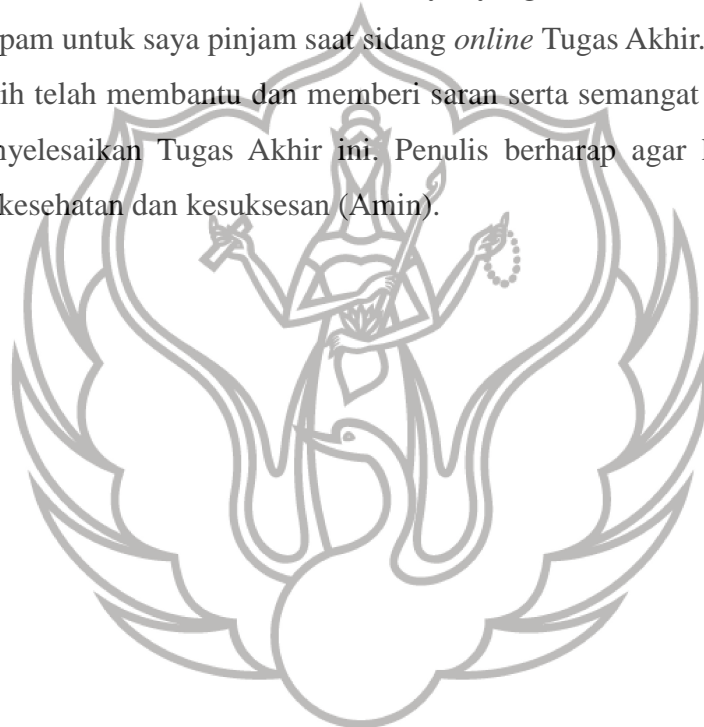 pam untuk saya pinjam saat sidang online Tugas Akhir.
ih telah membantu dan memberi saran serta semangat
nyelesaikan Tugas Akhir ini. Penulis berharap agar
kesehatan dan kesuksesan (Amin).